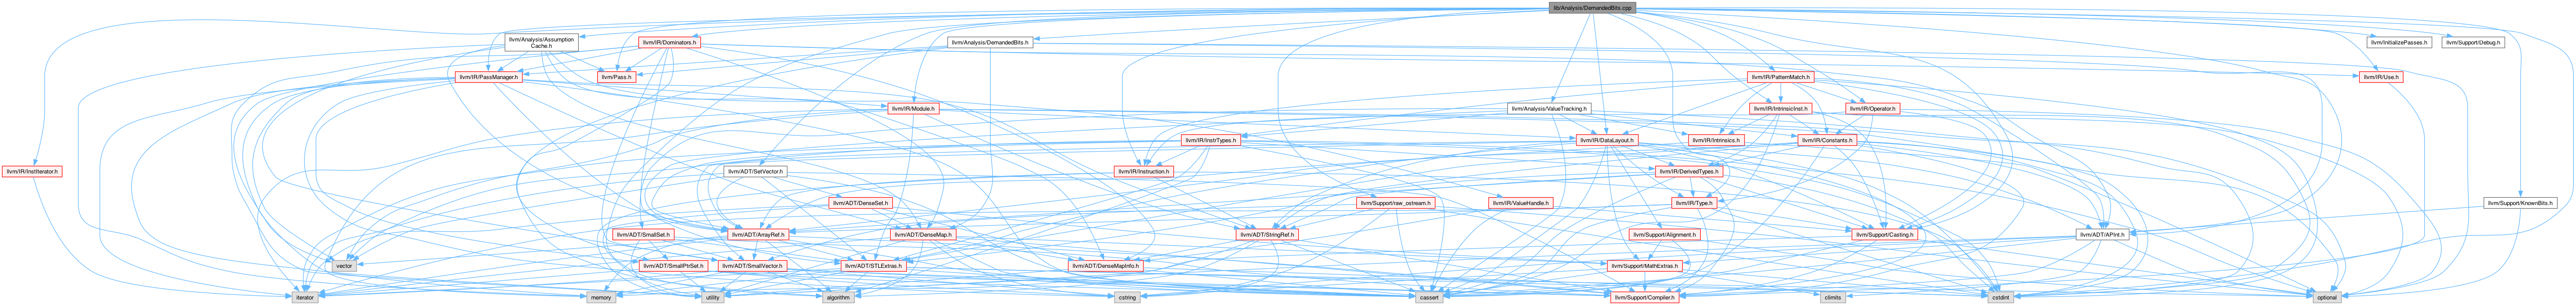 lib/Analysis/DemandedBits.cpp
llvm/Analysis/Assumption
Cache.h
llvm/IR/Dominators.h
llvm/Analysis/DemandedBits.h
llvm/InitializePasses.h
llvm/Support/Debug.h
llvm/IR/PassManager.h
llvm/Pass.h
llvm/IR/PatternMatch.h
llvm/IR/Use.h
llvm/IR/Module.h
llvm/Analysis/ValueTracking.h
llvm/IR/IntrinsicInst.h
llvm/IR/Operator.h
llvm/IR/InstrTypes.h
llvm/IR/DataLayout.h
llvm/IR/Intrinsics.h
llvm/IR/Constants.h
llvm/IR/InstIterator.h
llvm/ADT/SetVector.h
llvm/IR/Instruction.h
llvm/IR/DerivedTypes.h
llvm/ADT/DenseSet.h
llvm/Support/raw_ostream.h
llvm/IR/ValueHandle.h
llvm/IR/Type.h
llvm/Support/KnownBits.h
llvm/ADT/SmallSet.h
llvm/ADT/ArrayRef.h
llvm/ADT/DenseMap.h
llvm/ADT/StringRef.h
llvm/Support/Alignment.h
llvm/Support/Casting.h
llvm/ADT/APInt.h
vector
llvm/ADT/SmallPtrSet.h
llvm/ADT/SmallVector.h
llvm/ADT/STLExtras.h
llvm/ADT/DenseMapInfo.h
llvm/Support/MathExtras.h
iterator
memory
utility
algorithm
cstring
cassert
llvm/Support/Compiler.h
climits
cstdint
optional